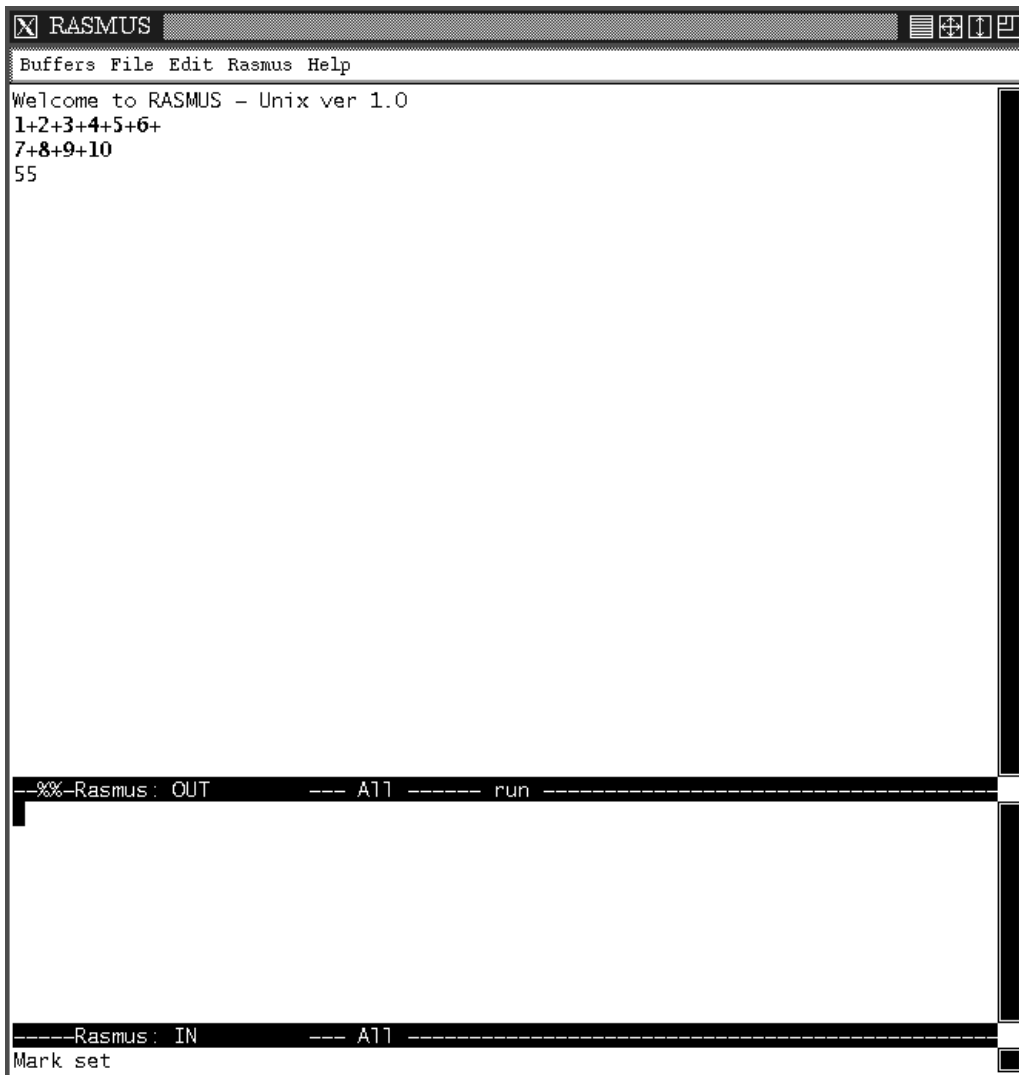 X RASMUS
Buffers File Edit Rasmus Help
Welcome to RASMUS – Unix ver 1.0
1+2+3+4+5+6+
7+8+9+10
55
--%%-Rasmus: OUT --- All ------ run -------------------------------------
-----Rasmus: IN --- All ------------------------------------------------
Mark set